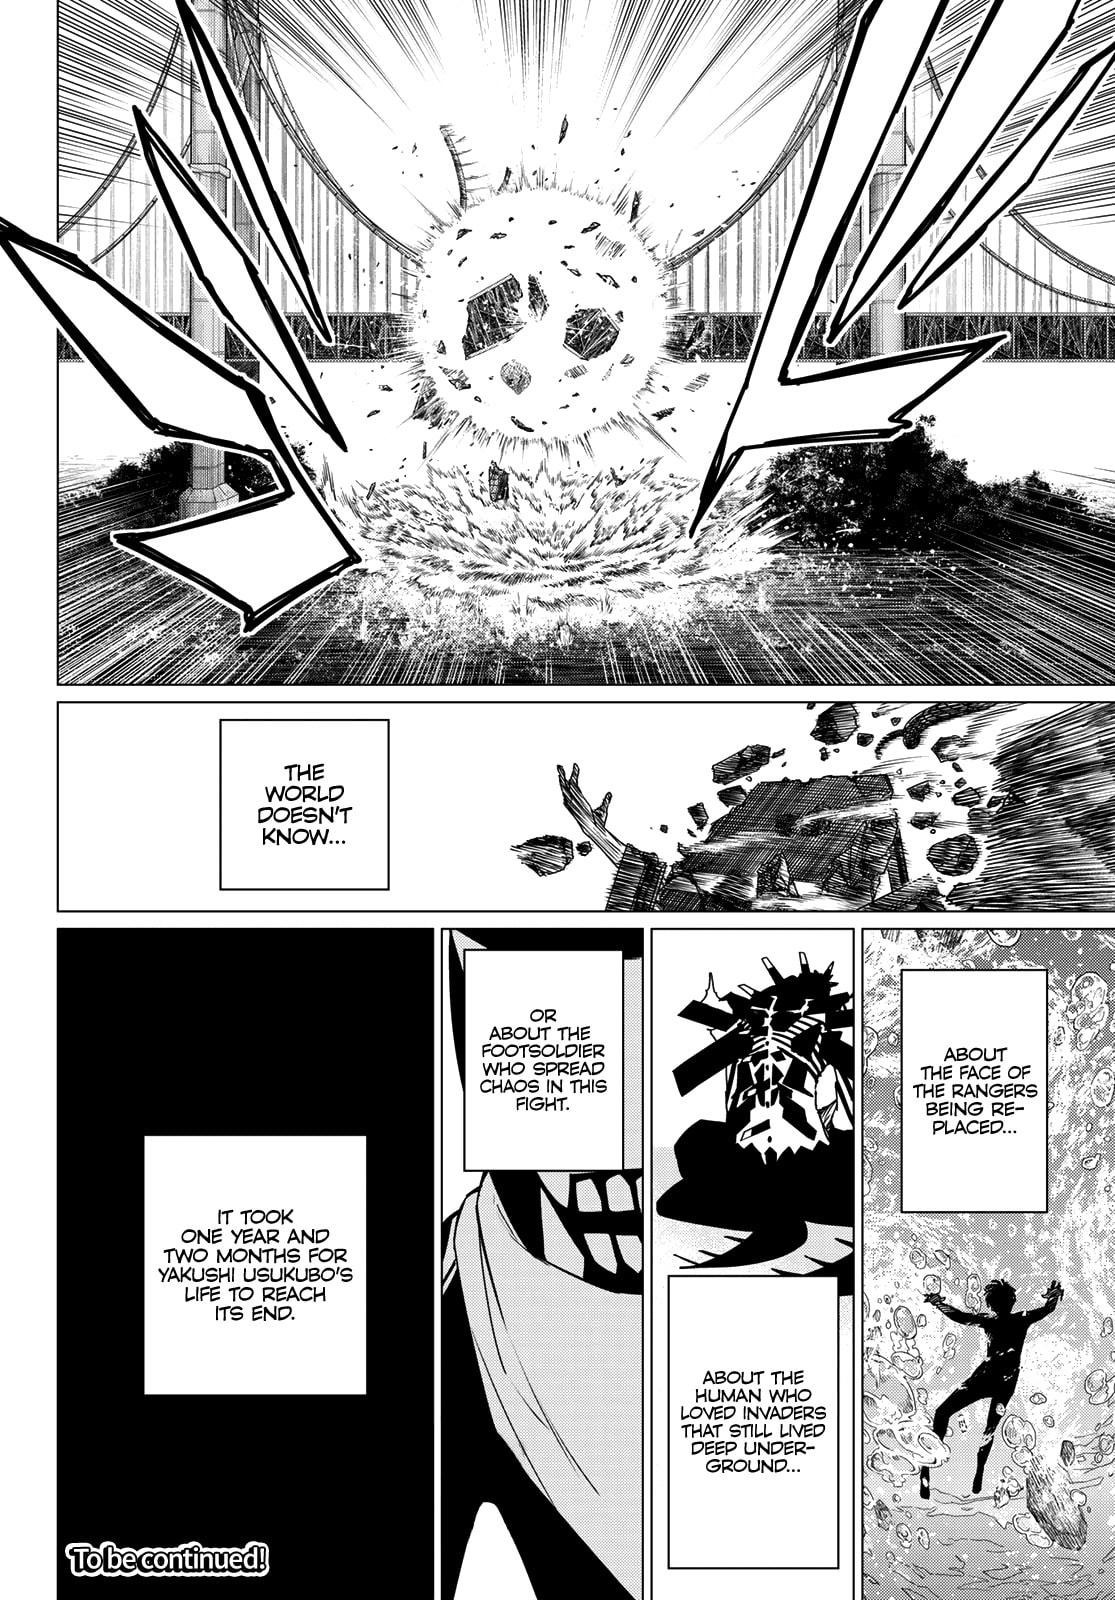 THE
WORLD
DOESN'T
KNOW...
ABOUT
THE FACE OF
THE RANGERS
BEING RE-
PLACED...
ABOUT THE
HUMAN WHO
LOVED INVADERS
THAT STILL LIVED
DEEP UNDER-
GROUND...
OR
ABOUT THE
FOOTSOLDIER
WHO SPREAD
CHAOS IN THIS
FIGHT.
IT TOOK
ONE YEAR AND
TWO MONTHS FOR
YAKUSHI USUKUBO'S
LIFE TO REACH
ITS END.
To be continued!